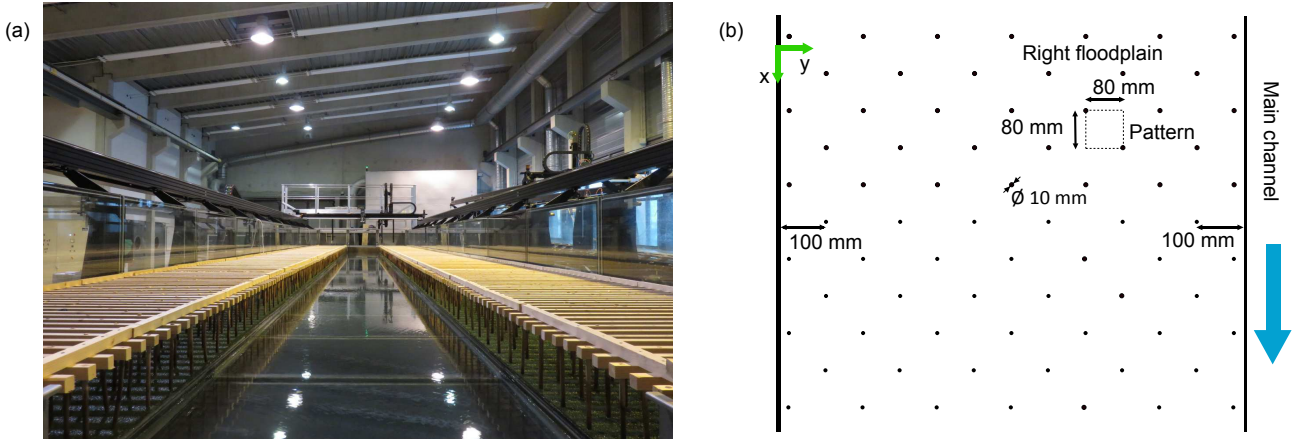 (a)
(b)
x
y
Right floodplain
80 mm
80 mm
Pattern
Ø 10 mm
100 mm
100 mm
Main channel